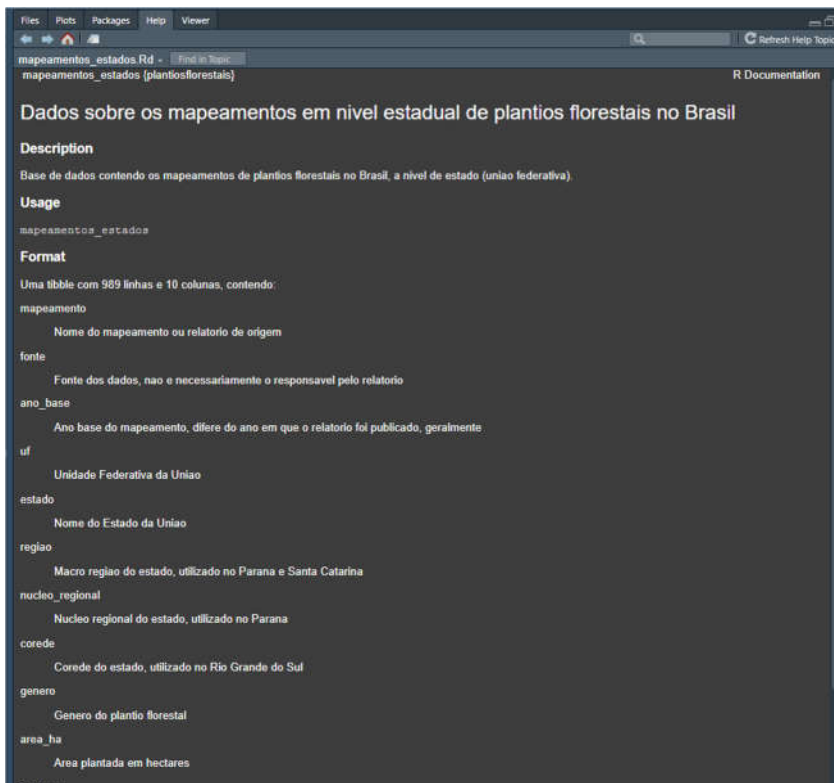 Files Plots Packages Help Viewer
Refresh Help Topic
mapeamentos_estados.Rd Find in Topic
mapeamentos_estados {plantiosflorestais} R Documentation
Dados sobre os mapeamentos em nivel estadual de plantios florestais no Brasil
Description
Base de dados contendo os mapeamentos de plantios florestais no Brasil, a nivel de estado (uniao federativa).
Usage
mapeamentos_estados
Format
Uma tibble com 989 linhas e 10 colunas, contendo:
mapeamento
Nome do mapeamento ou relatorio de origem
fonte
Fonte dos dados, nao e necessariamente o responsavel pelo relatorio
ano_base
Ano base do mapeamento, difere do ano em que o relatorio foi publicado, geralmente
uf
Unidade Federativa da Uniao
estado
Nome do Estado da Uniao
regiao
Macro regiao do estado, utilizado no Parana e Santa Catarina
nucleo_regional
Nucleo regional do estado, utilizado no Parana
corede
Corede do estado, utilizado no Rio Grande do Sul
genero
Genero do plantio florestal
area_ha
Area plantada em hectares